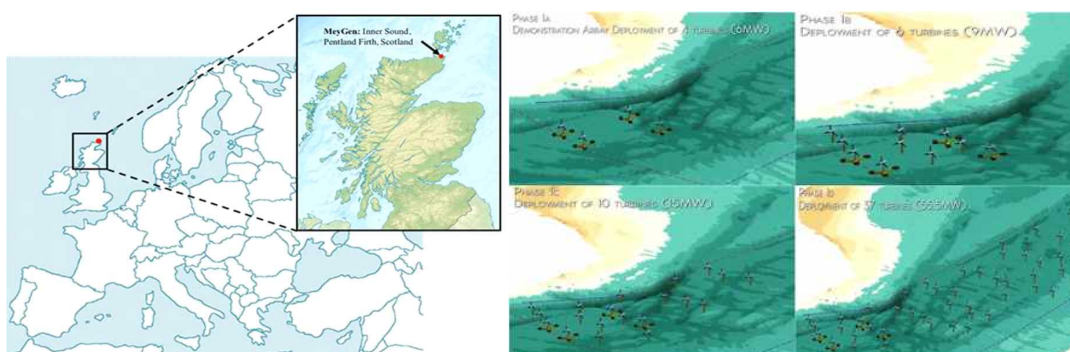 MeyGen: Inner Sound,
Pentland Firth, Scotland
Phase 1a
Demonstration Array Deployment of 4 turbines (6MW)
Phase 1b
Deployment of 6 turbines (9MW)
Phase 1c
Deployment of 10 turbines (15MW)
Phase 1d
Deployment of 37 turbines (55.5MW)